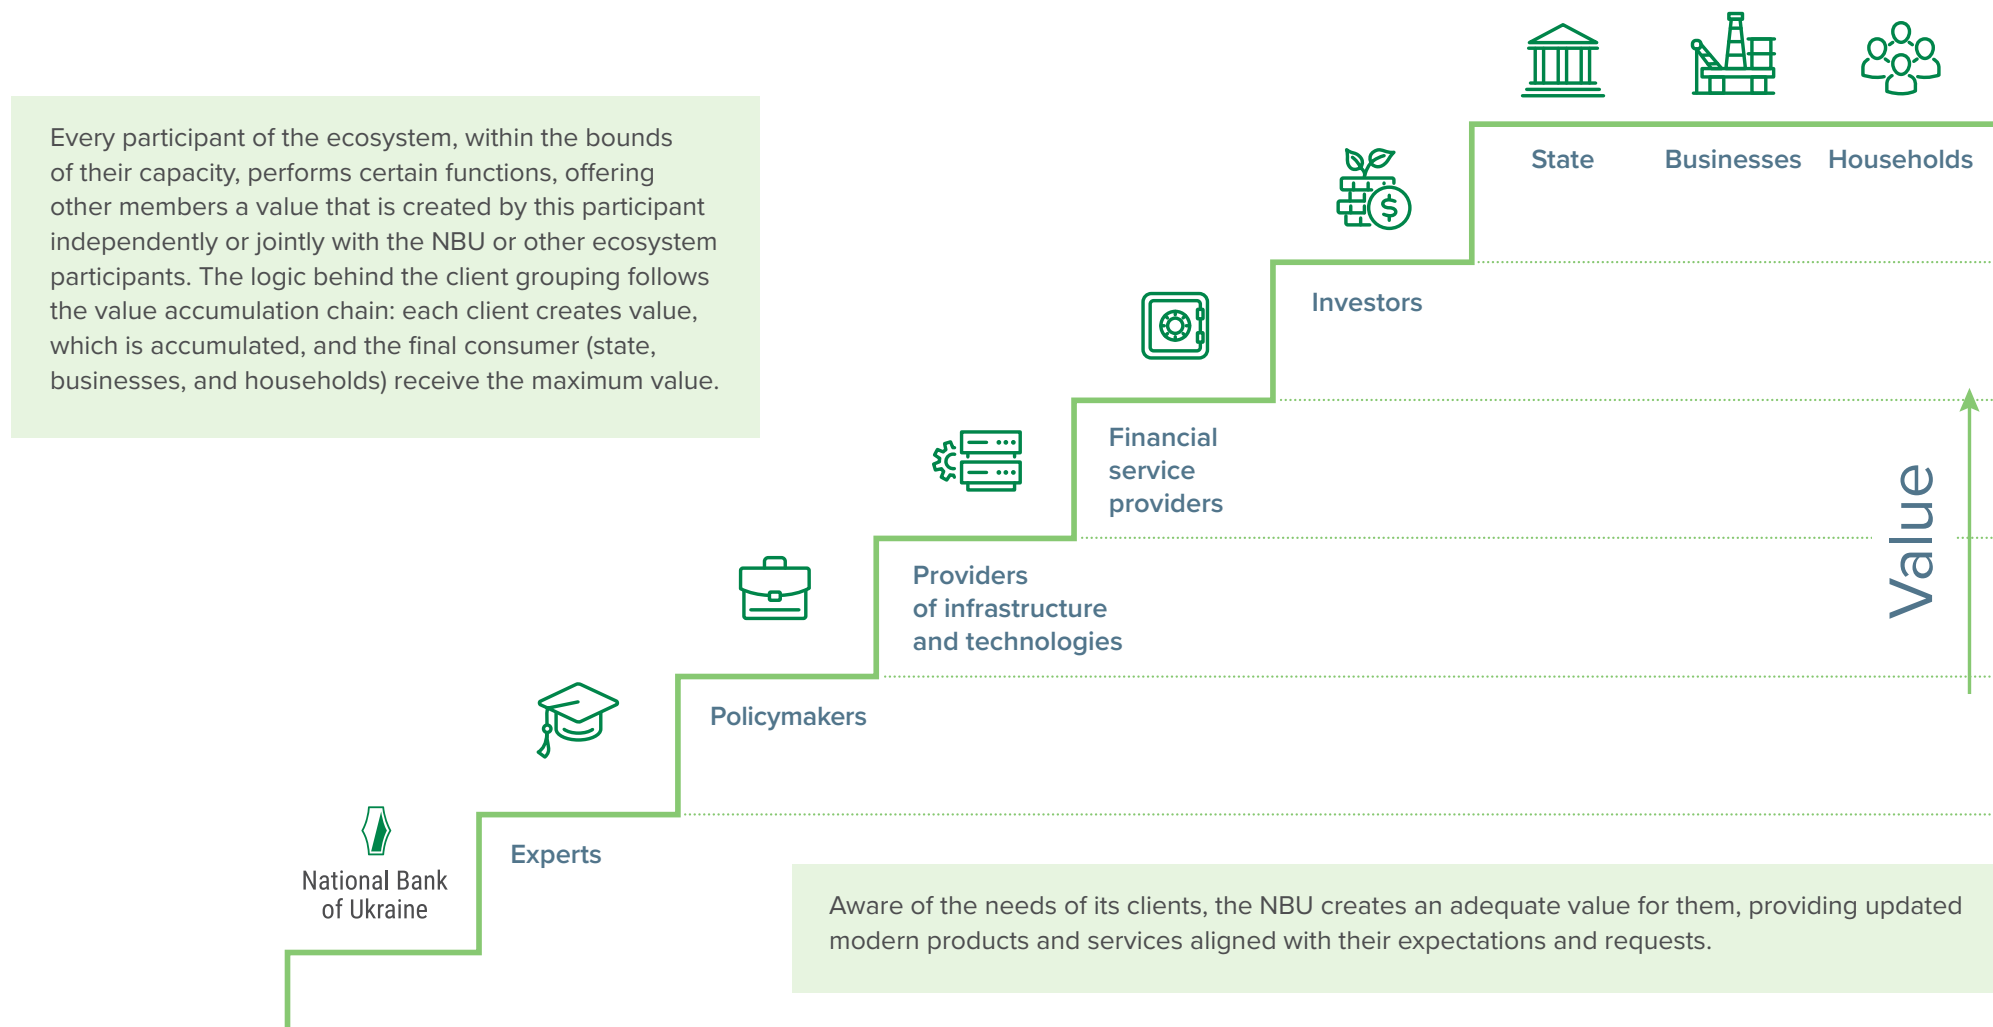 Every participant of the ecosystem, within the bounds
of their capacity, performs certain functions, offering
other members a value that is created by this participant
independently or jointly with the NBU or other ecosystem
participants. The logic behind the client grouping follows
the value accumulation chain: each client creates value,
which is accumulated, and the final consumer (state,
businesses, and households) receive the maximum value.
State
Businesses
Households
$
Investors
Financial
service
providers
Providers
of infrastructure
and technologies
Value
Policymakers
Experts
National Bank
of Ukraine
Aware of the needs of its clients, the NBU creates an adequate value for them, providing updated
modern products and services aligned with their expectations and requests.